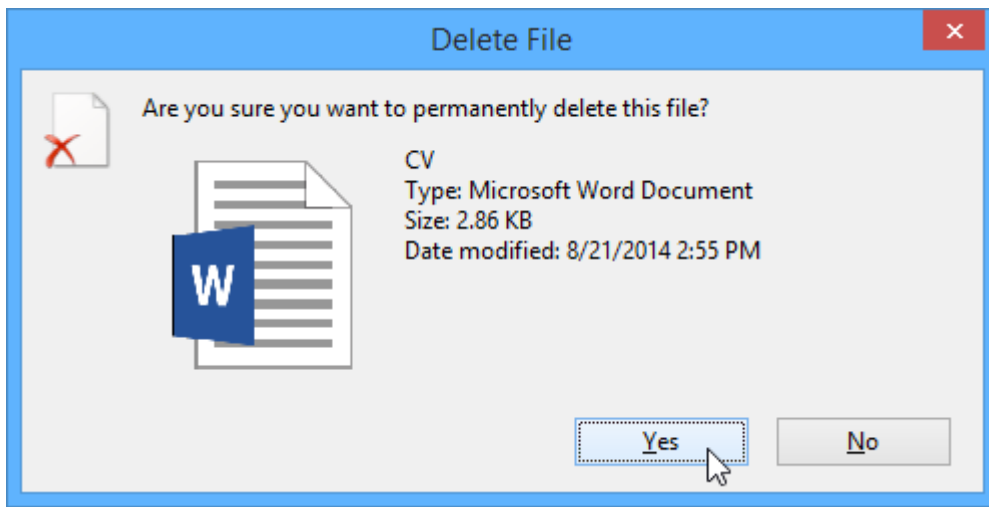 Delete File
Are you sure you want to permanently delete this file?
CV
Type: Microsoft Word Document
Size: 2.86 KB
Date modified: 8/21/2014 2:55 PM
W
Yes
No